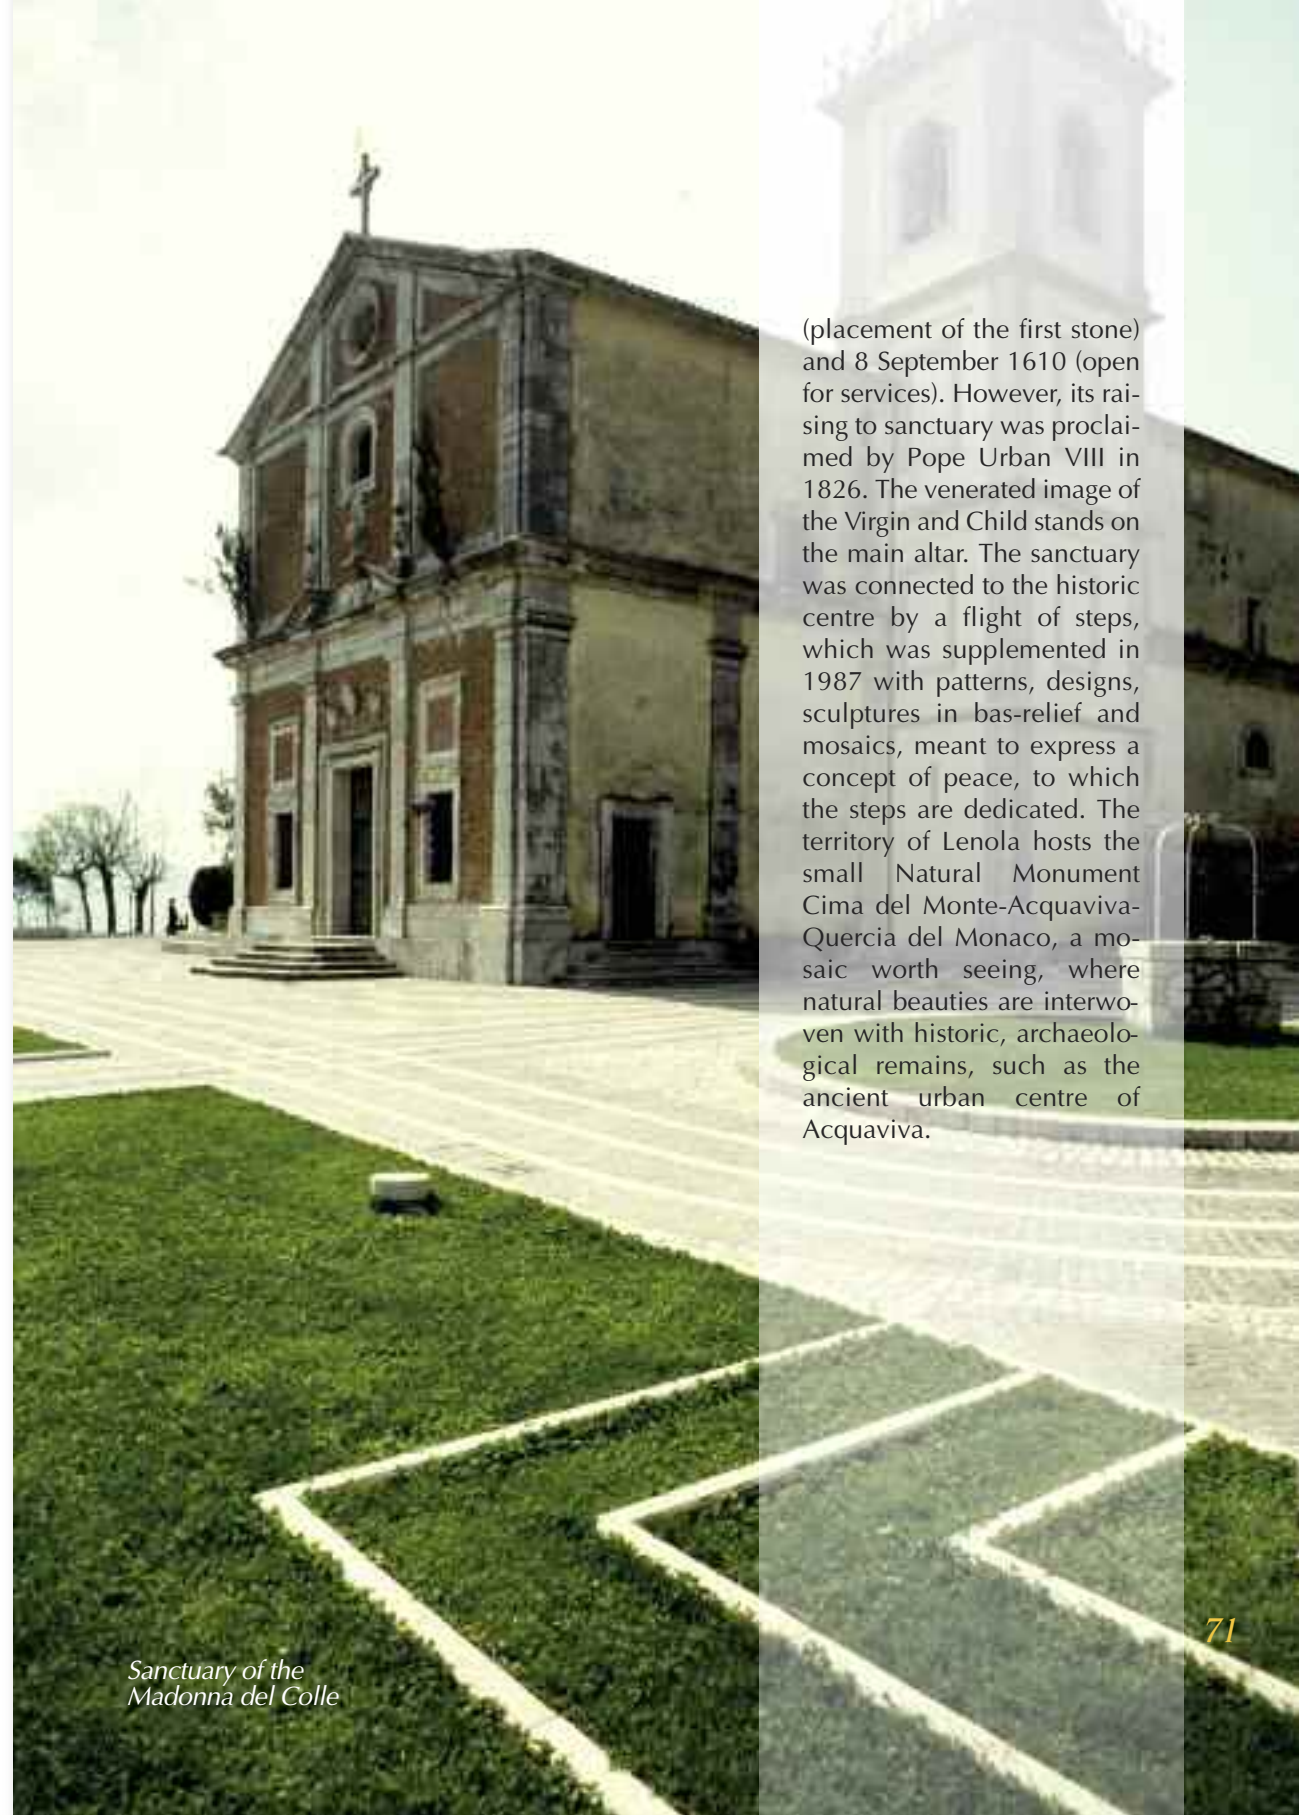 (placement of the first stone)
and 8 September 1610 (open
for services). However, its rai-
sing to sanctuary was proclai-
med by Pope Urban VIII in
1826. The venerated image of
the Virgin and Child stands on
the main altar. The sanctuary
was connected to the historic
centre by a flight of steps,
which was supplemented in
1987 with patterns, designs,
sculptures in bas-relief and
mosaics, meant to express a
concept of peace, to which
the steps are dedicated. The
territory of Lenola hosts the
small Natural Monument
Cima del Monte-Acquaviva-
Quercia del Monaco, a mo-
saic worth seeing, where
natural beauties are interwo-
ven with historic, archaeolo-
gical remains, such as the
ancient urban centre of
Acquaviva.
Sanctuary of the
Madonna del Colle
71